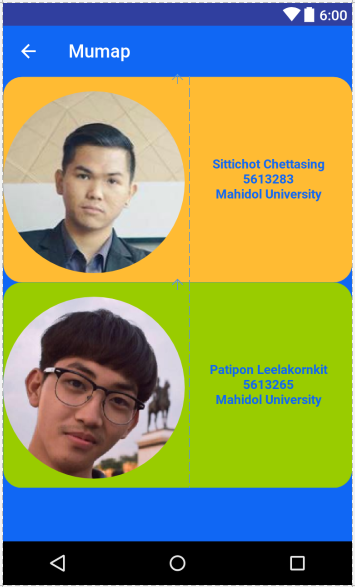 6:00
Mumap
Sittichot Chettasing
5613283
Mahidol University
Patipon Leelakornkit
5613265
Mahidol University